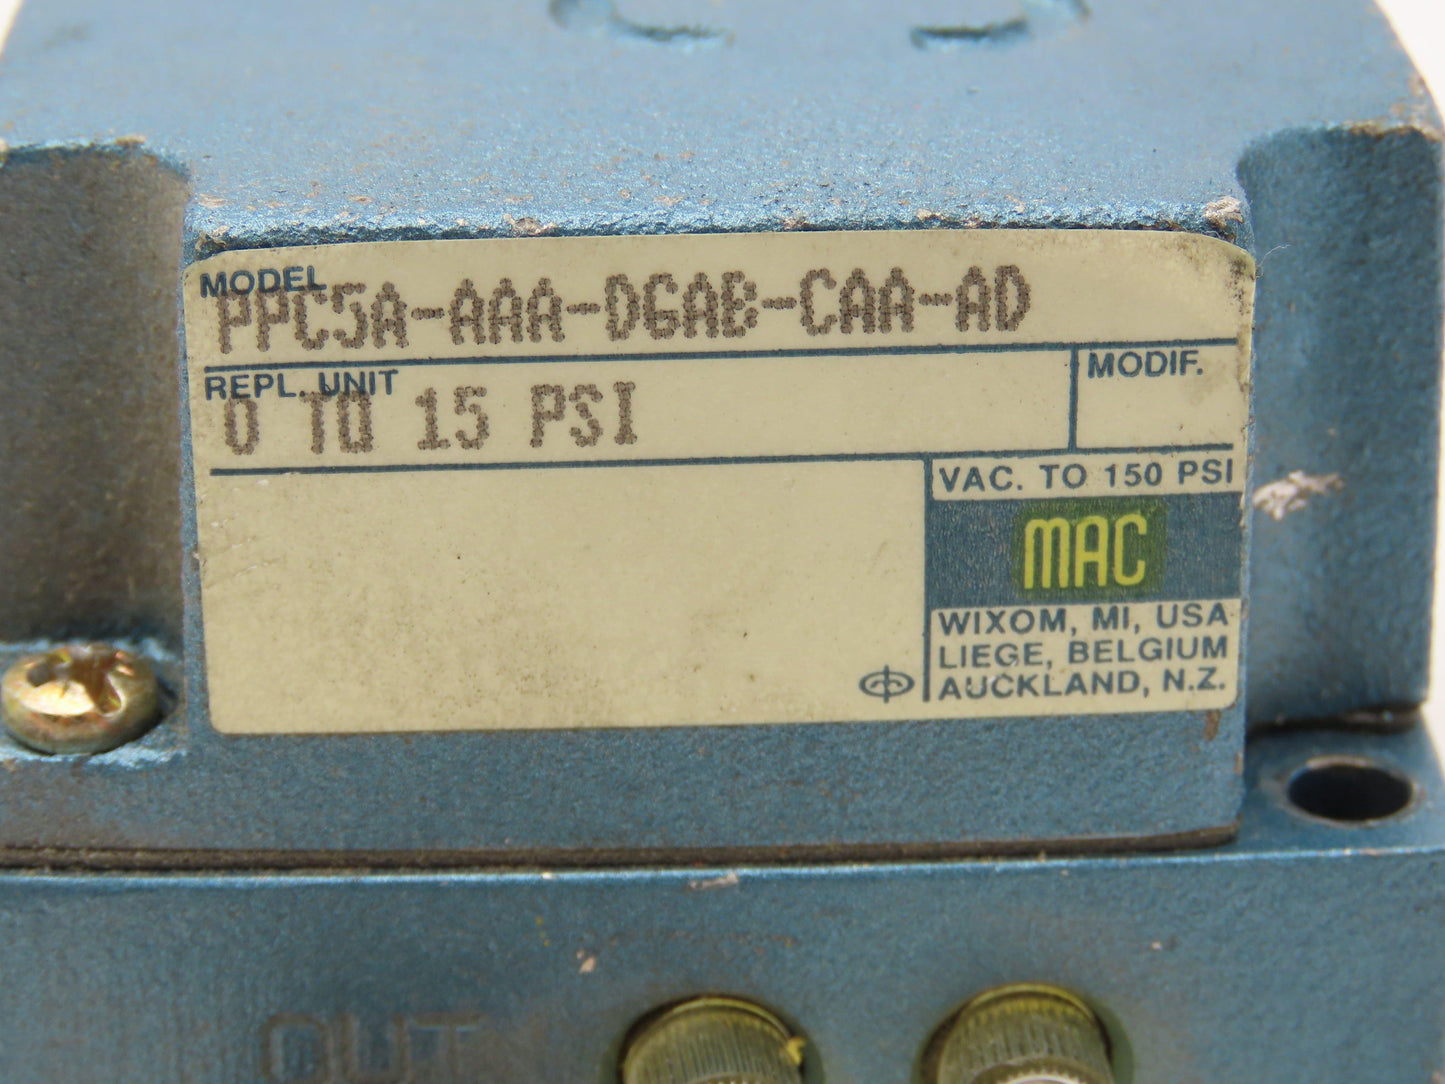 MODEL
PPC5A-AAA-DGAB-CAA-AD
REPL. UNIT
0 TO 15 PSI
MODIF.
VAC. TO 150 PSI
MAC
WIXOM, MI, USA
LIEGE, BELGIUM
AUCKLAND, N.Z.
OUT